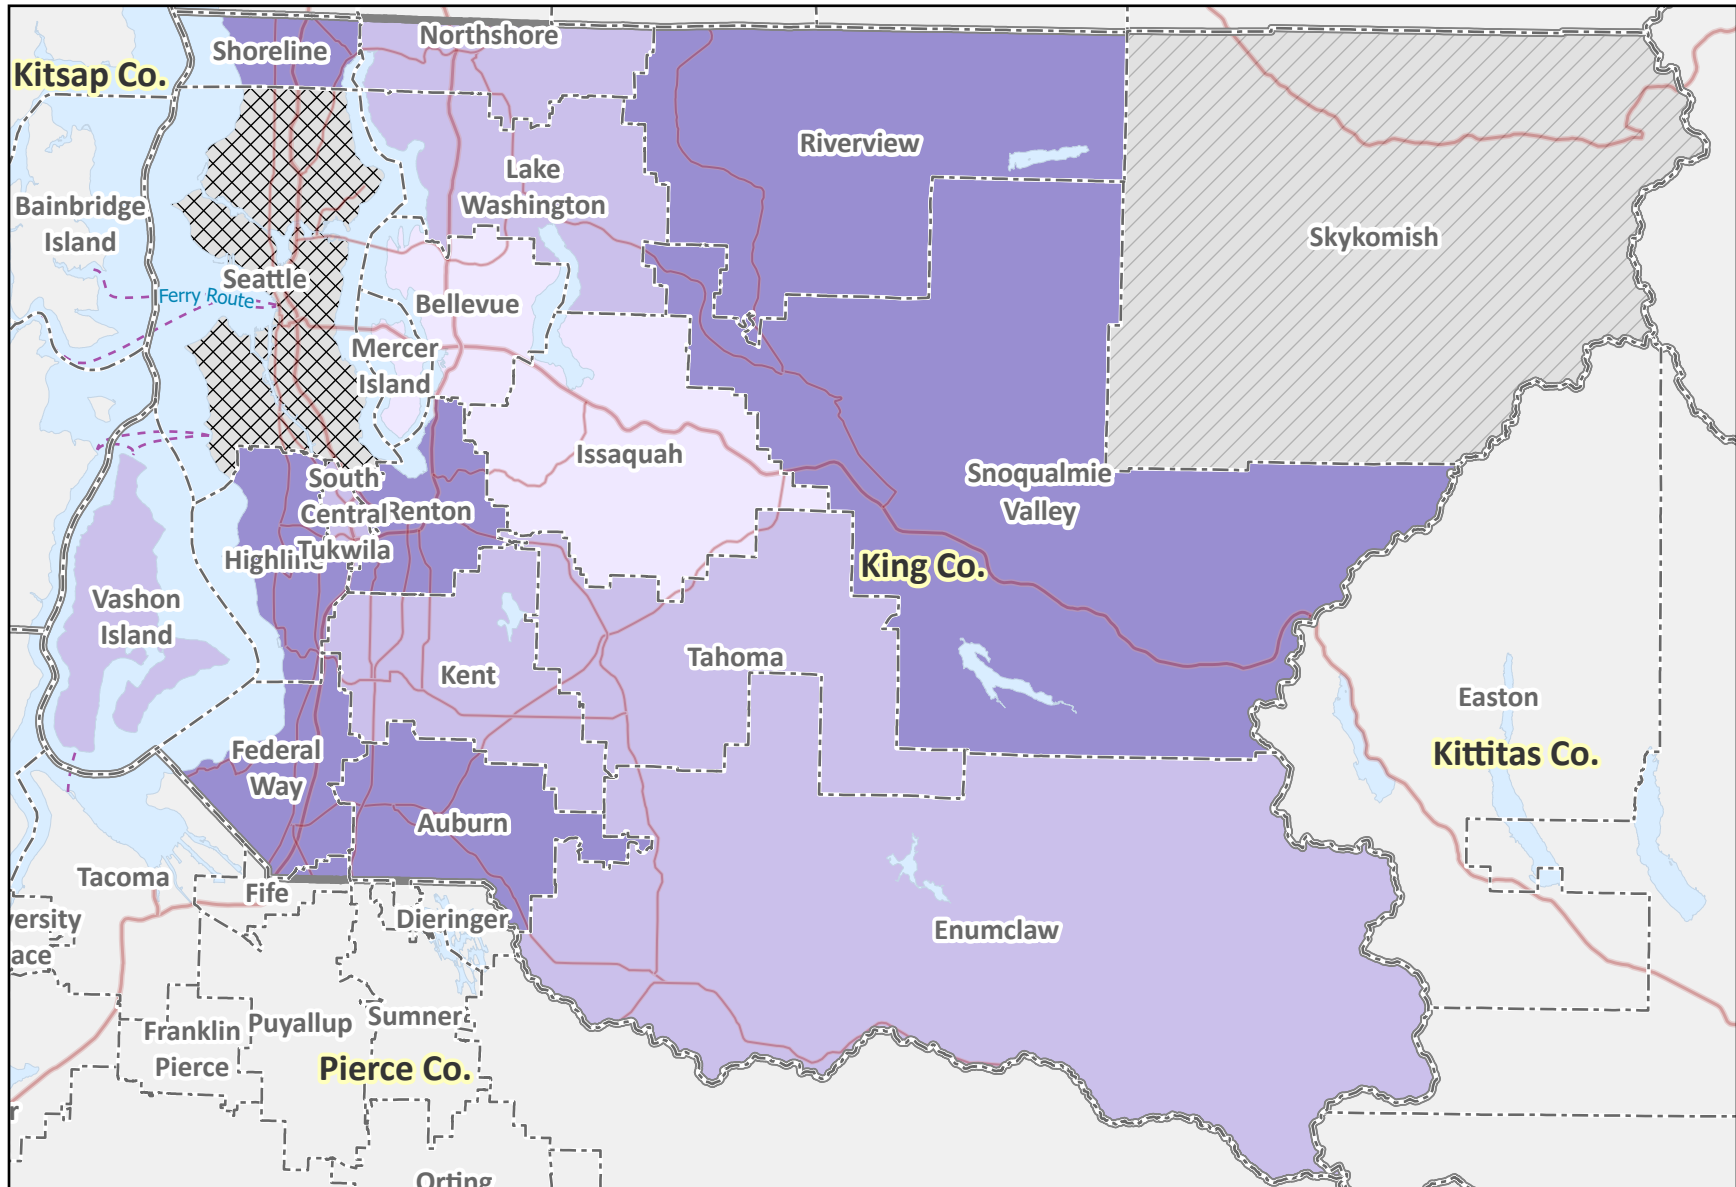 Northshore
Shoreline
Kitsap Co.
Riverview
Lake
Washington
Bainbridge
Island
Skykomish
Seattle
Ferry Route
Bellevue
Mercer
Island
Issaquah
South
Central
Tukwila
Renton
Snoqualmie
Valley
Highline
King Co.
Vashon
Island
Tahoma
Kent
Easton
Federal
Way
Kittitas Co.
Auburn
Tacoma
Fife
Dieringer
versity
ace
Enumclaw
Franklin
Pierce
Puyallup
Sumner
Pierce Co.
r
Orting